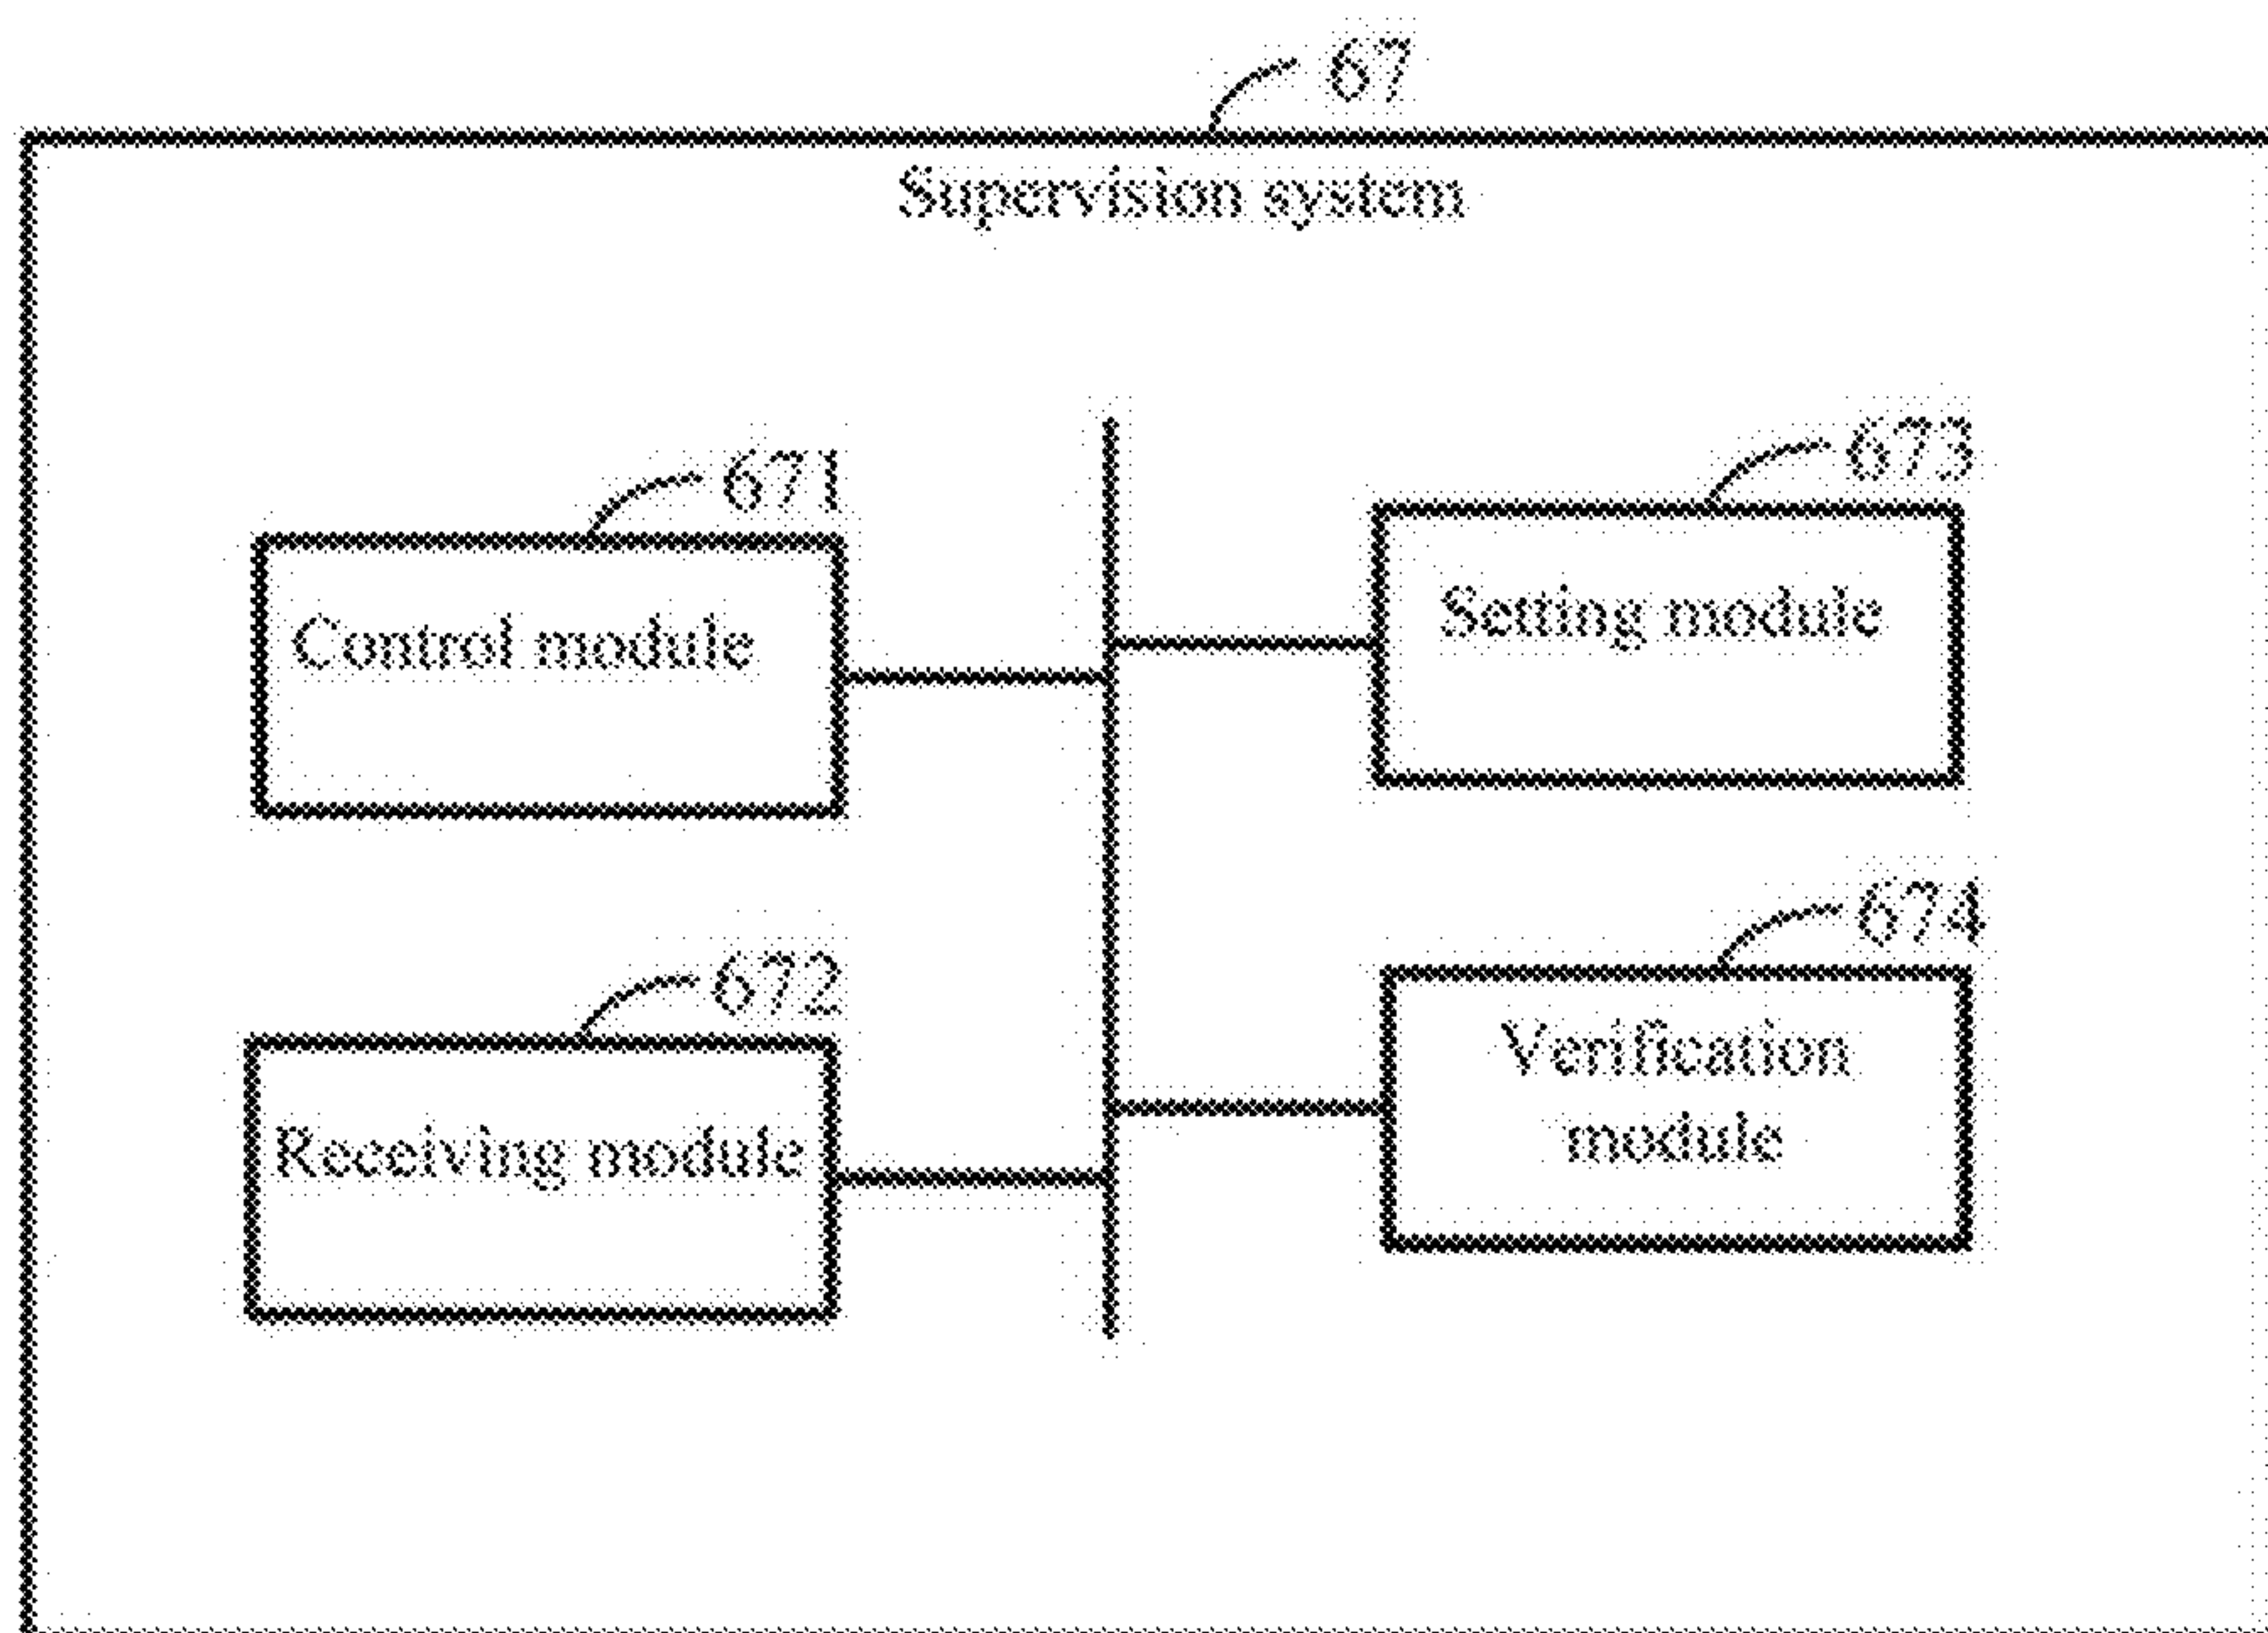 67
Supervision system
671
Control module
673
Setting module
672
Receiving module
674
Verification
module